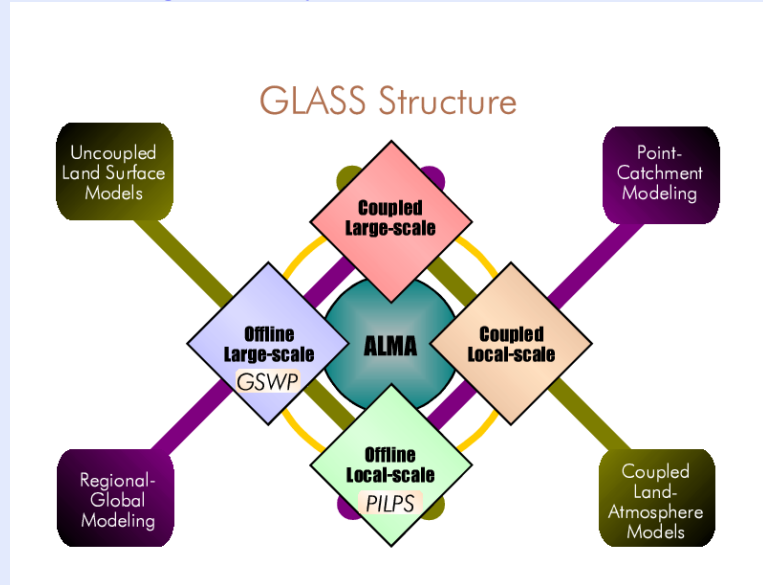 GLASS Structure
Uncoupled
Land Surface
Models
Point-
Catchment
Modeling
Coupled
Large-scale
Offline
Large-scale
GSWP
ALMA
Coupled
Local-scale
Offline
Local-scale
PILPS
Regional-
Global
Modeling
Coupled
Land-
Atmosphere
Models